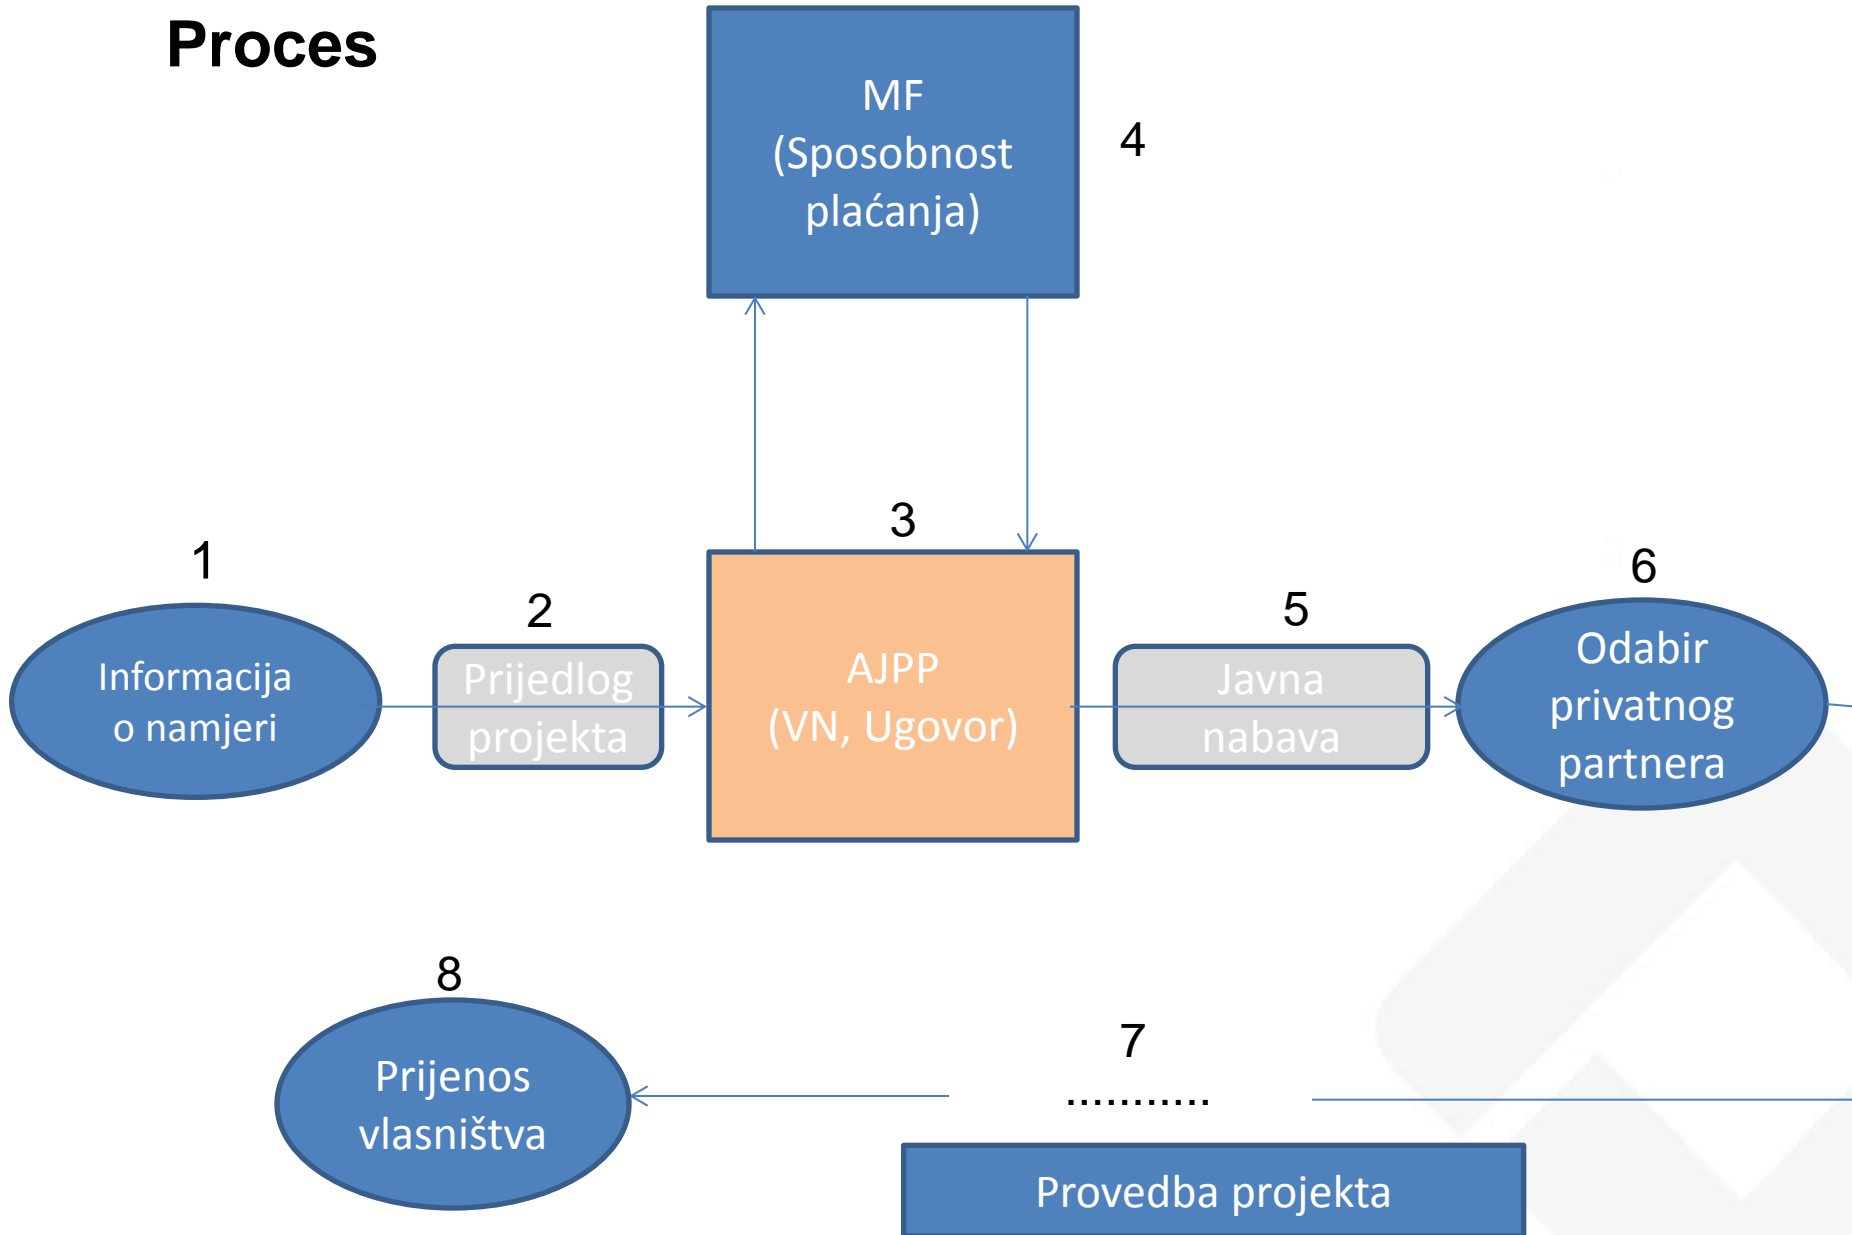 Proces
MF
(Sposobnost
plaćanja)
4
3
1
2
5
6
Informacija
o namjeri
Prijedlog
projekta
AJPP
(VN, Ugovor)
Javna
nabava
Odabir
privatnog
partnera
8
7
Prijenos
vlasništva
...........
Provedba projekta